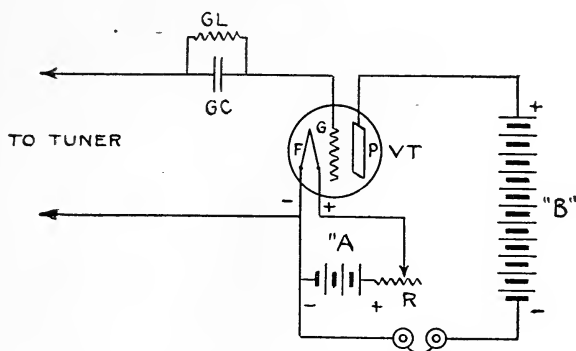 GL
GC
TO TUNER
G
F
P
VT
+
-
+
"A
- + R
"B"
-